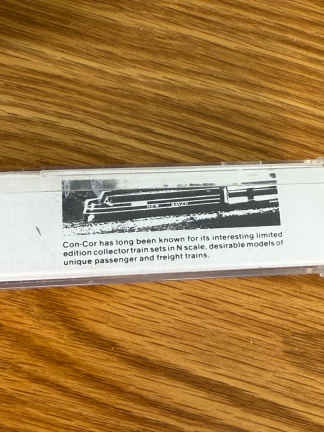 Con-Cor has long been known for its interesting limited
edition collector train sets in N scale, desirable models of
unique passenger and freight trains.